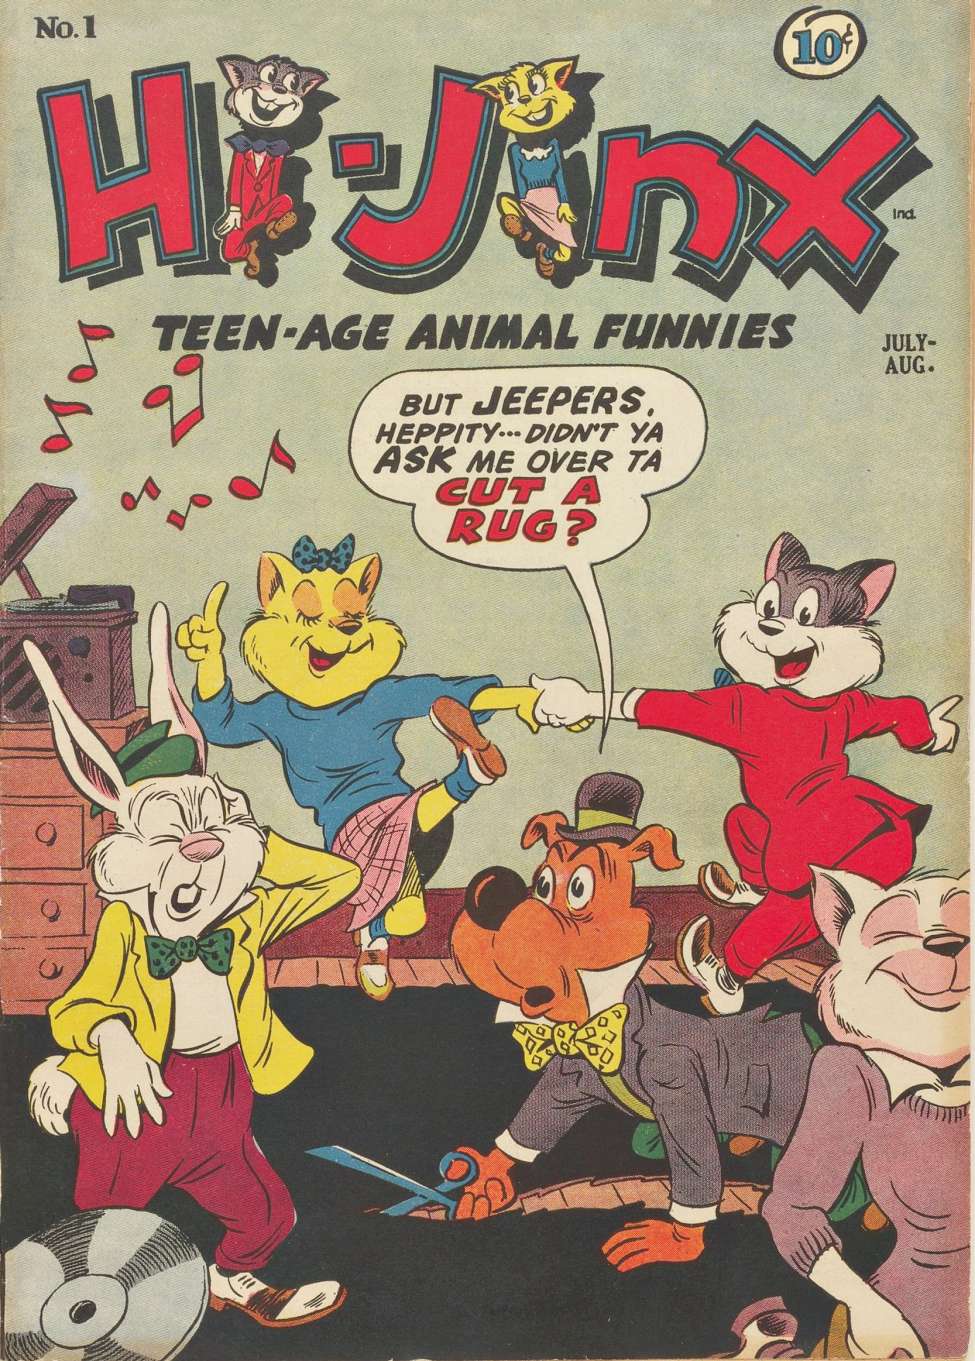 No. 1
10¢
Hi-Jinx
Ind.
TEEN-AGE ANIMAL FUNNIES
JULY-
AUG.
BUT JEEPERS,
HEPPITY... DIDN'T YA
ASK ME OVER TA
CUT A
RUG?